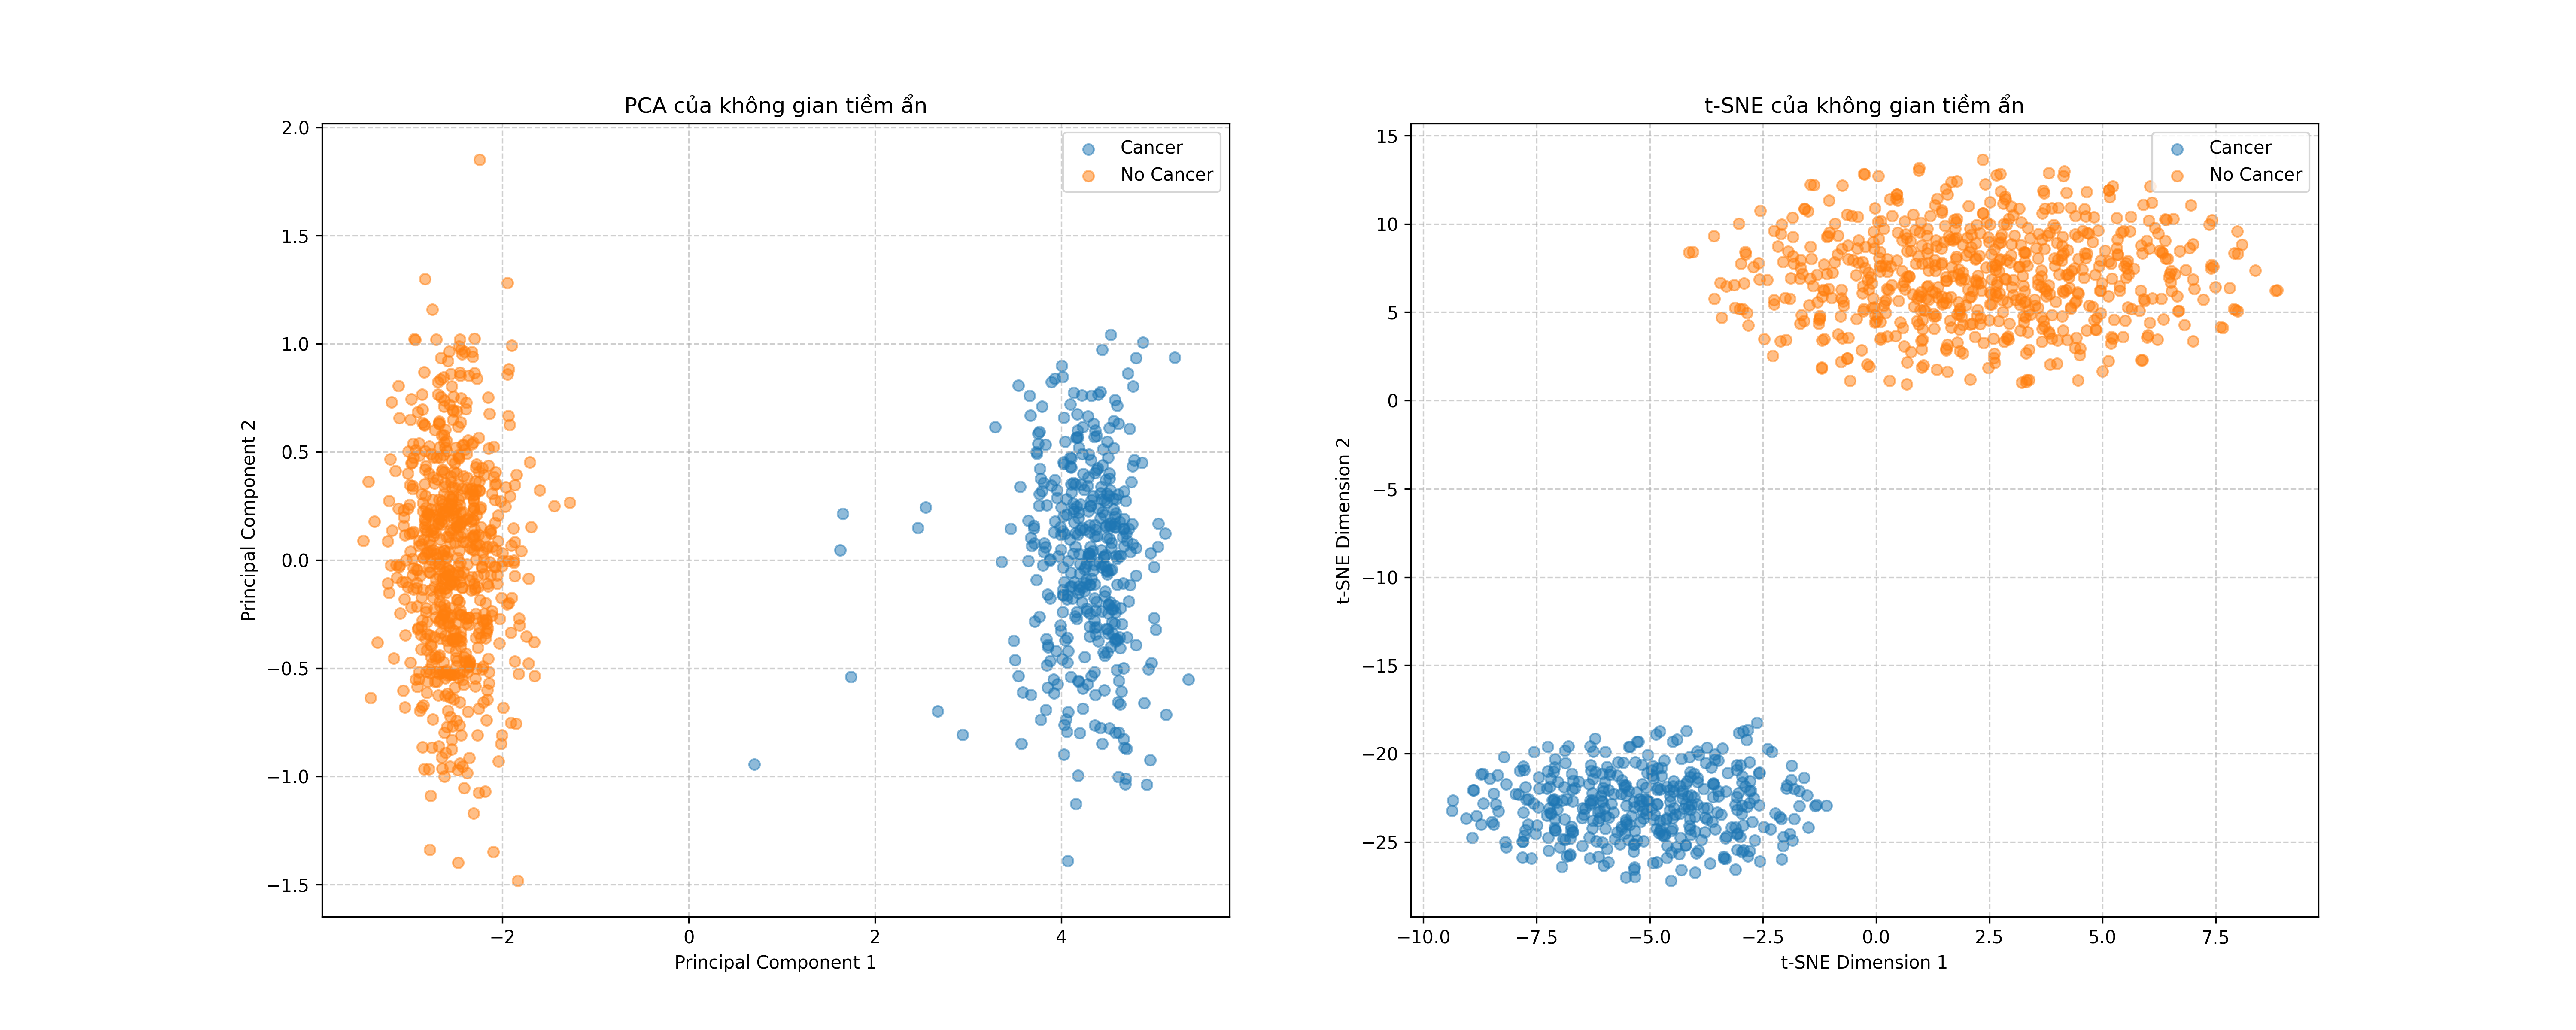 PCA của không gian tiềm ẩn
Cancer
No Cancer
2.0
1.5
1.0
0.5
0.0
−0.5
−1.0
−1.5
Principal Component 2
−2
0
2
4
Principal Component 1
t-SNE của không gian tiềm ẩn
Cancer
No Cancer
15
10
5
0
−5
−10
−15
−20
−25
t-SNE Dimension 2
−10.0
−7.5
−5.0
−2.5
0.0
2.5
5.0
7.5
t-SNE Dimension 1